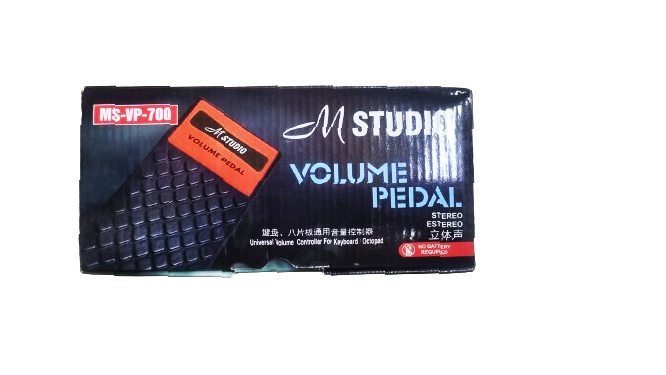 MS-VP-700
M STUDIO
VOLUME PEDAL
M STUDIO
VOLUME
PEDAL
STEREO
ESTEREO
立体声
键盘、八片板通用音量控制器
Universal Volume Controller For Keyboard / Octopad
NO BATTERY
REQUIRED